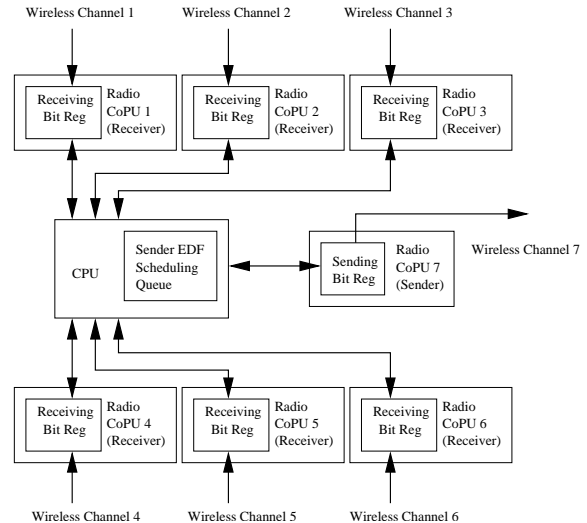 Wireless Channel 1
Wireless Channel 2
Wireless Channel 3
Receiving
Bit Reg
Radio
CoPU 1
(Receiver)
Receiving
Bit Reg
Radio
CoPU 2
(Receiver)
Receiving
Bit Reg
Radio
CoPU 3
(Receiver)
CPU
Sender EDF
Scheduling
Queue
Sending
Bit Reg
Radio
CoPU 7
(Sender)
Wireless Channel 7
Receiving
Bit Reg
Radio
CoPU 4
(Receiver)
Receiving
Bit Reg
Radio
CoPU 5
(Receiver)
Receiving
Bit Reg
Radio
CoPU 6
(Receiver)
Wireless Channel 4
Wireless Channel 5
Wireless Channel 6